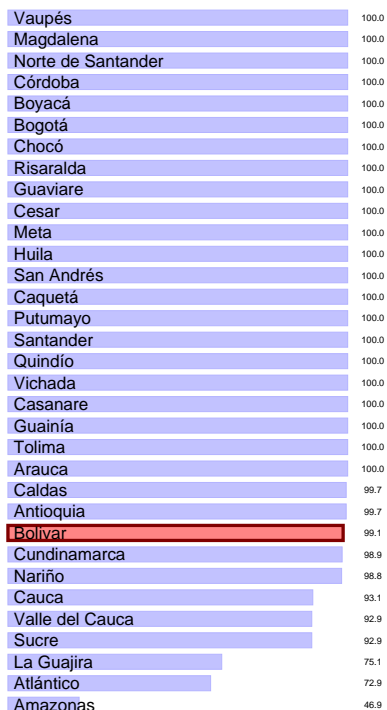 Vaupés 100.0
Magdalena 100.0
Norte de Santander 100.0
Córdoba 100.0
Boyacá 100.0
Bogotá 100.0
Chocó 100.0
Risaralda 100.0
Guaviare 100.0
Cesar 100.0
Meta 100.0
Huila 100.0
San Andrés 100.0
Caquetá 100.0
Putumayo 100.0
Santander 100.0
Quindío 100.0
Vichada 100.0
Casanare 100.0
Guainía 100.0
Tolima 100.0
Arauca 100.0
Caldas 99.7
Antioquia 99.7
Bolivar 99.1
Cundinamarca 98.9
Nariño 98.8
Cauca 93.1
Valle del Cauca 92.9
Sucre 92.9
La Guajira 75.1
Atlántico 72.9
Amazonas 46.9